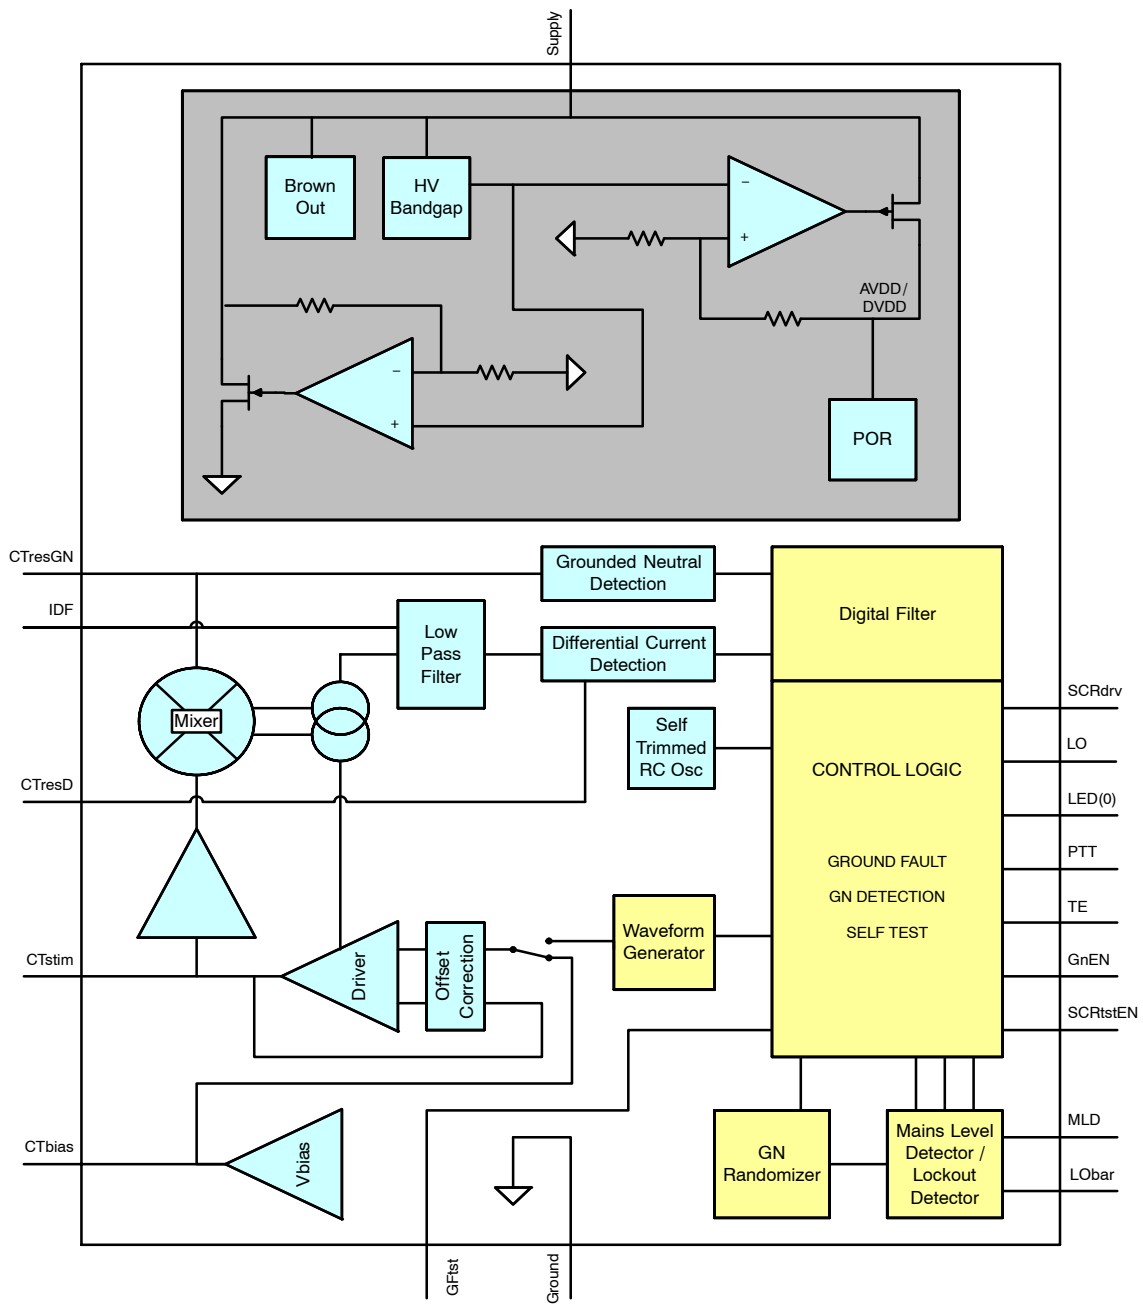 Supply
Brown
Out
HV
Bandgap
−
+
AVDD/
DVDD
−
+
POR
CTresGN
Grounded Neutral
Detection
IDF
Low
Pass
Filter
Differential Current
Detection
Digital Filter
Mixer
Self
Trimmed
RC Osc
SCRdrv
LO
CONTROL LOGIC
CTresD
LED(0)
GROUND FAULT
PTT
GN DETECTION
TE
SELF TEST
Waveform
Generator
CTstim
Driver
Offset
Correction
GnEN
SCRtstEN
CTbias
Vbias
GN
Randomizer
Mains Level
Detector /
Lockout
Detector
MLD
LObar
GFtst
Ground